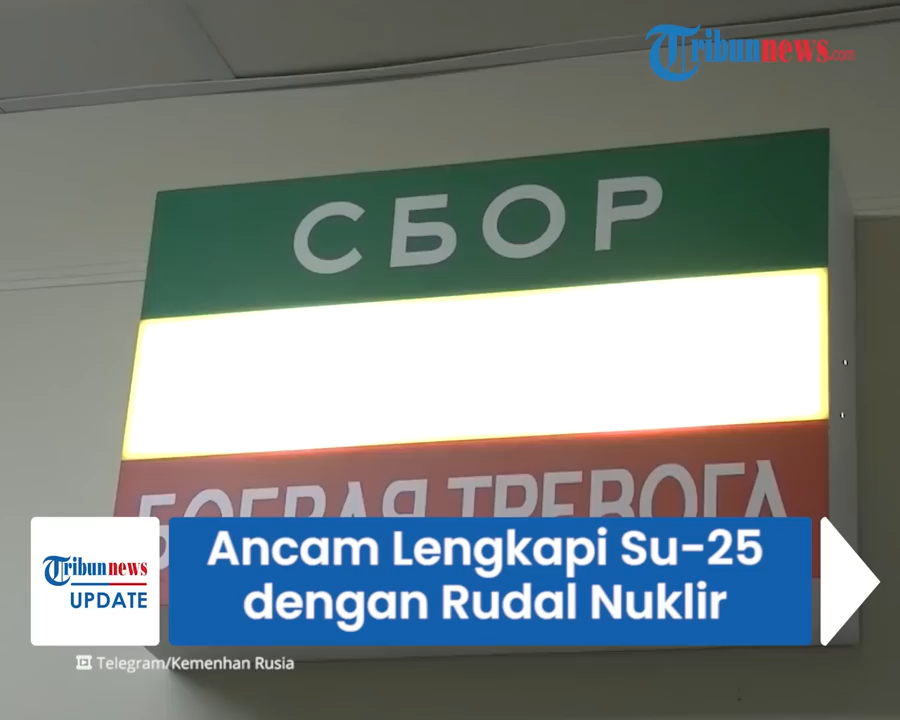 Tribunnews.com
СБОР
БОЕВАЯ ТРЕВОГА
Ancam Lengkapi Su-25
dengan Rudal Nuklir
Tribunnews
UPDATE
Telegram/Kemenhan Rusia